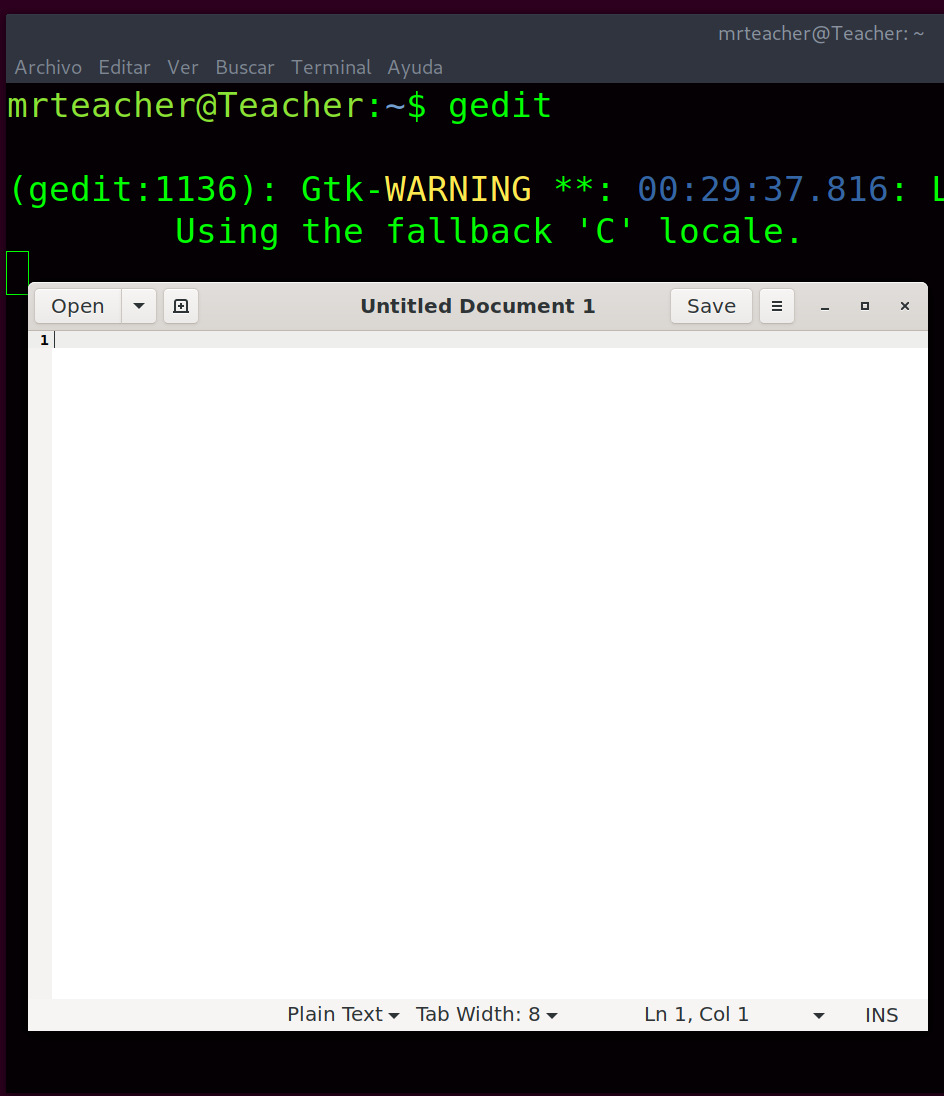 mrteacher@Teacher: ~
Archivo Editar Ver Buscar Terminal Ayuda
mrteacher@Teacher:~$ gedit
(gedit:1136): Gtk-WARNING **: 00:29:37.816: L
Using the fallback 'C' locale.
Open Untitled Document 1 Save
1
Plain Text Tab Width: 8 Ln 1, Col 1 INS